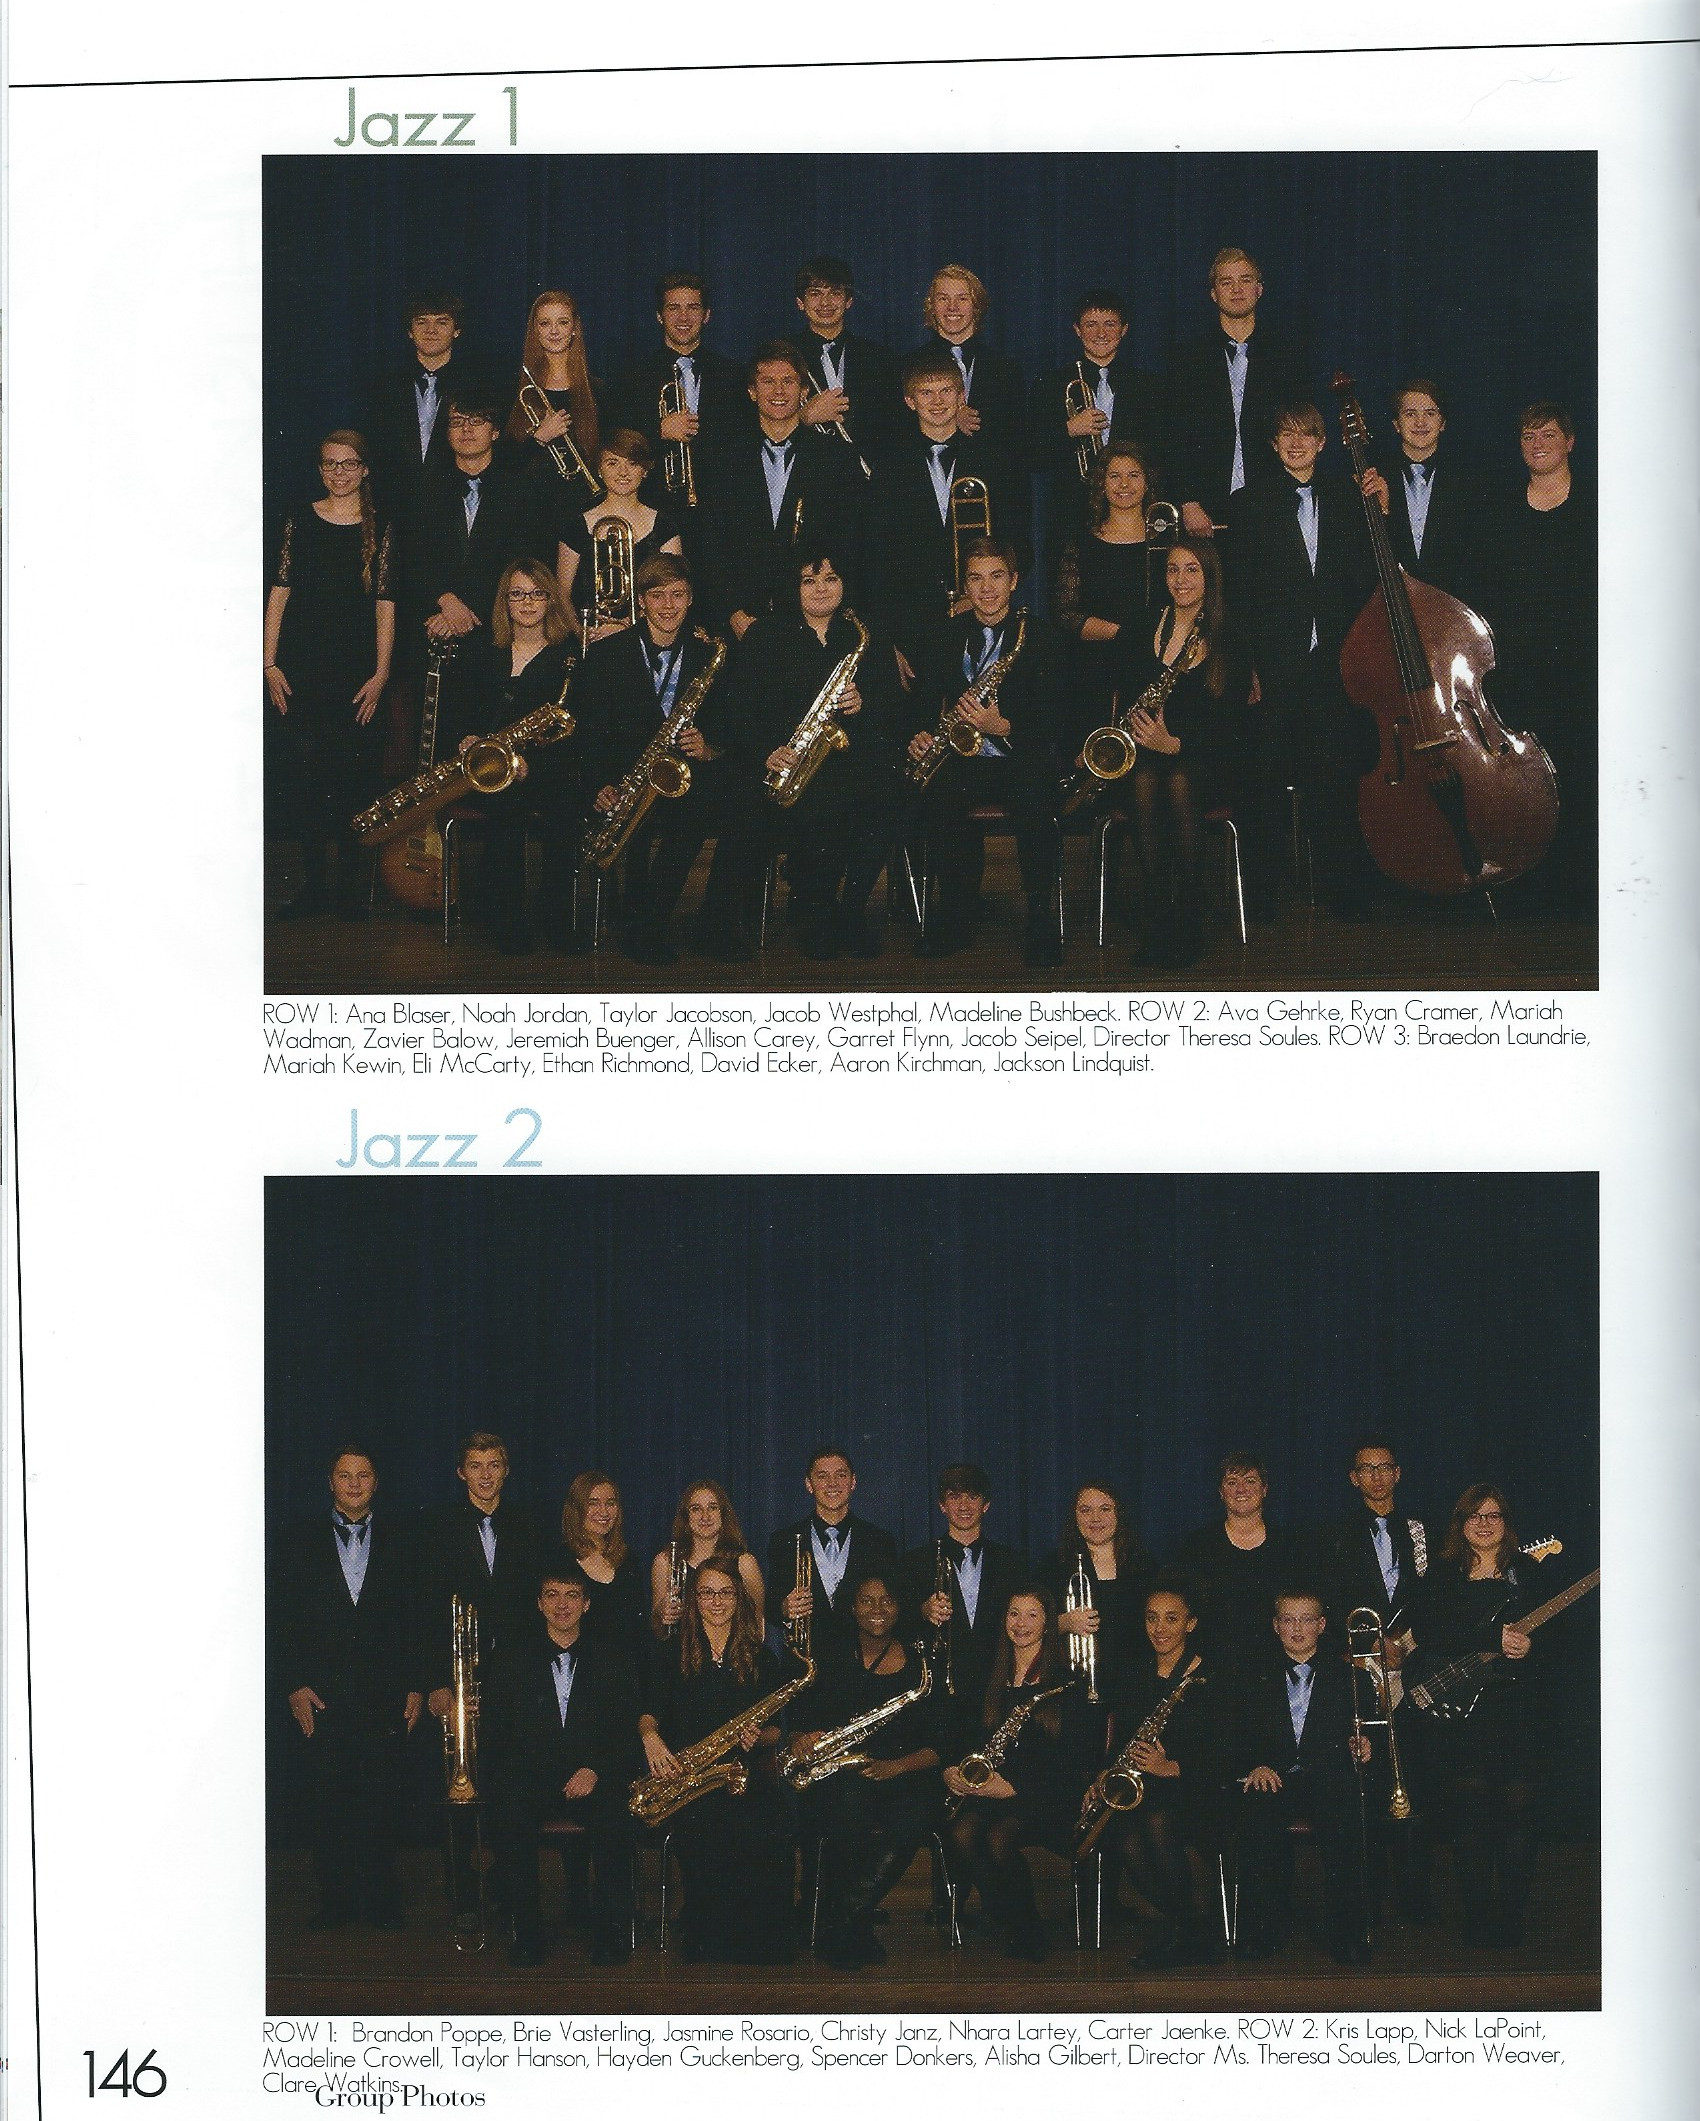 Jazz 1
ROW 1: Ana Blaser, Noah Jordan, Taylor Jacobson, Jacob Westphal, Madeline Bushbeck. ROW 2: Ava Gehrke, Ryan Cramer, Mariah
Wadman, Zavier Balow, Jeremiah Buenger, Allison Carey, Garret Flynn, Jacob Seipel, Director Theresa Soules. ROW 3: Braedon Laundrie,
Mariah Kewin, Eli McCarty, Ethan Richmond, David Ecker, Aaron Kirchman, Jackson Lindquist.
Jazz 2
ROW 1: Brandon Poppe, Brie Vasterling, Jasmine Rosario, Christy Janz, Nhara Lartey, Carter Jaenke. ROW 2: Kris Lapp, Nick LaPoint,
Madeline Crowell, Taylor Hanson, Hayden Guckenberg, Spencer Donkers, Alisha Gilbert, Director Ms. Theresa Soules, Darton Weaver,
Clare Watkins.
146
Group Photos